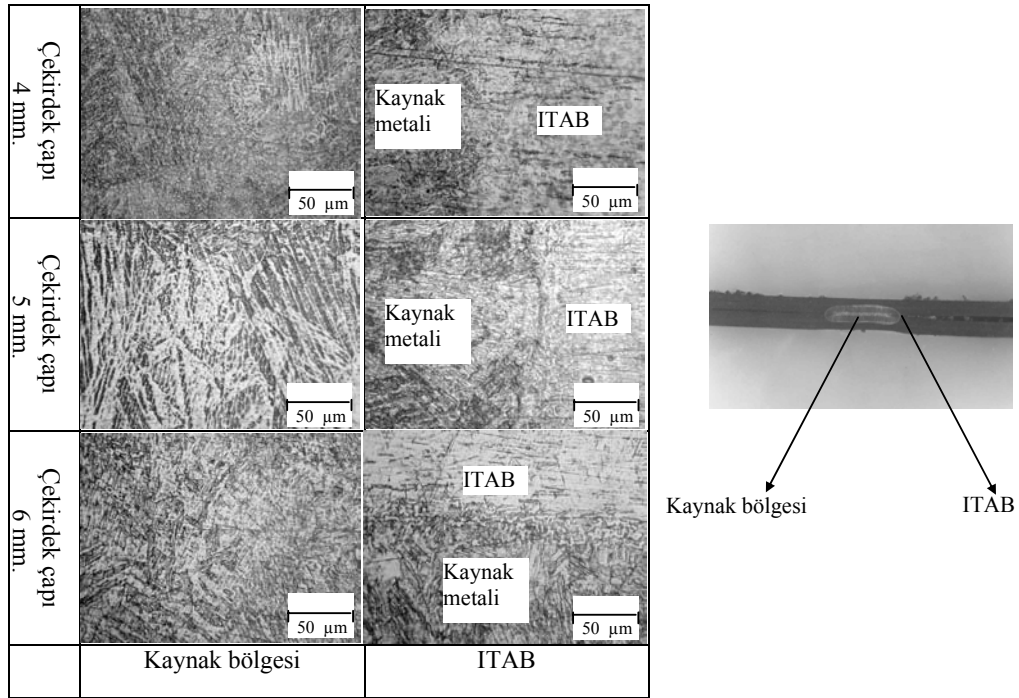 Çekirdek çapı
4 mm.
50 µm
Kaynak
metali
ITAB
50 µm
Çekirdek çapı
5 mm.
50 µm
Kaynak
metali
ITAB
50 µm
Çekirdek çapı
6 mm.
50 µm
ITAB
Kaynak
metali
50 µm
Kaynak bölgesi
ITAB
Kaynak bölgesi
ITAB